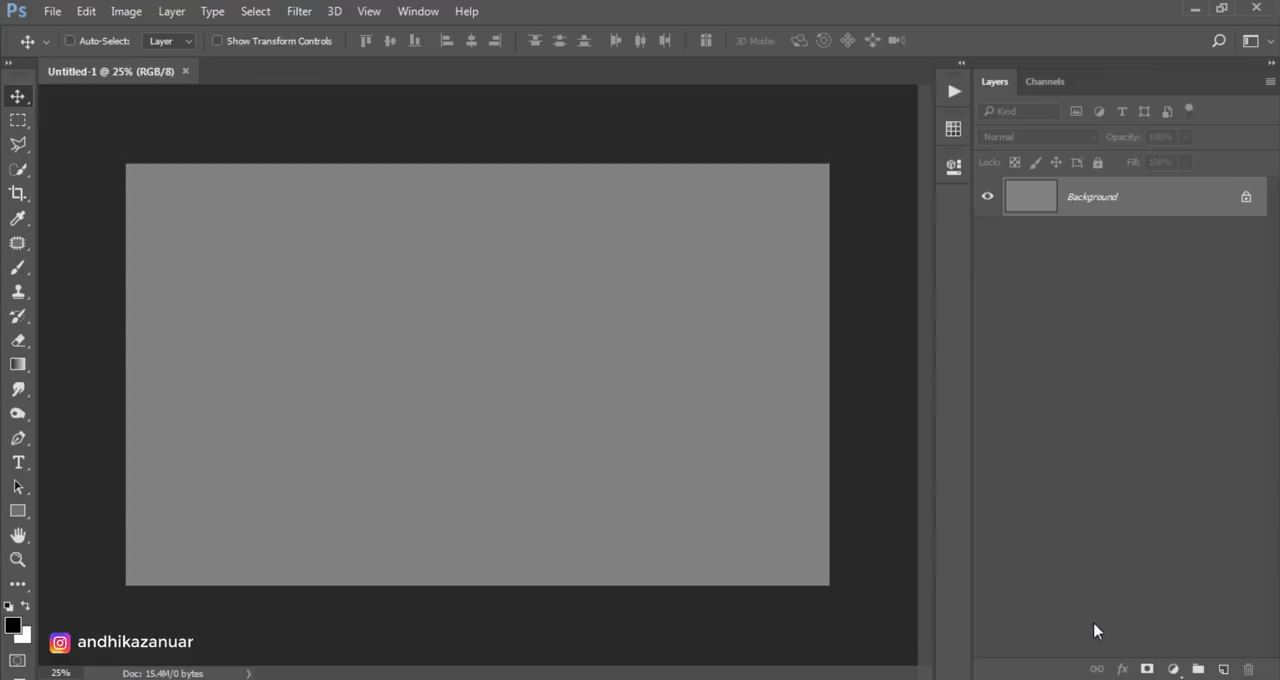 Ps File Edit Image Layer Type Select Filter 3D View Window Help
Auto-Select: Layer Show Transform Controls 3D Mode:
Untitled-1 @ 25% (RGB/8)
Layers Channels
Kind
Normal Opacity: 100%
Lock: Fill: 100%
Background
andhikazanuar
25% Doc: 15.4M/0 bytes